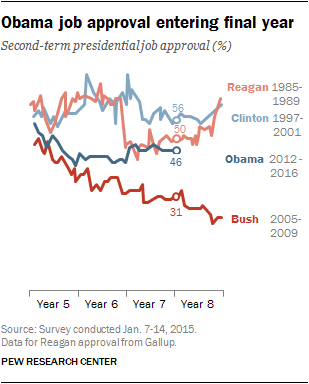 Obama job approval entering final year
Second-term presidential job approval (%)
Reagan 1985-
1989
Clinton 1997-
2001
Obama 2012-
2016
Bush 2005-
2009
56
50
46
31
Year 5 Year 6 Year 7 Year 8
Source: Survey conducted Jan. 7-14, 2015.
Data for Reagan approval from Gallup.
PEW RESEARCH CENTER